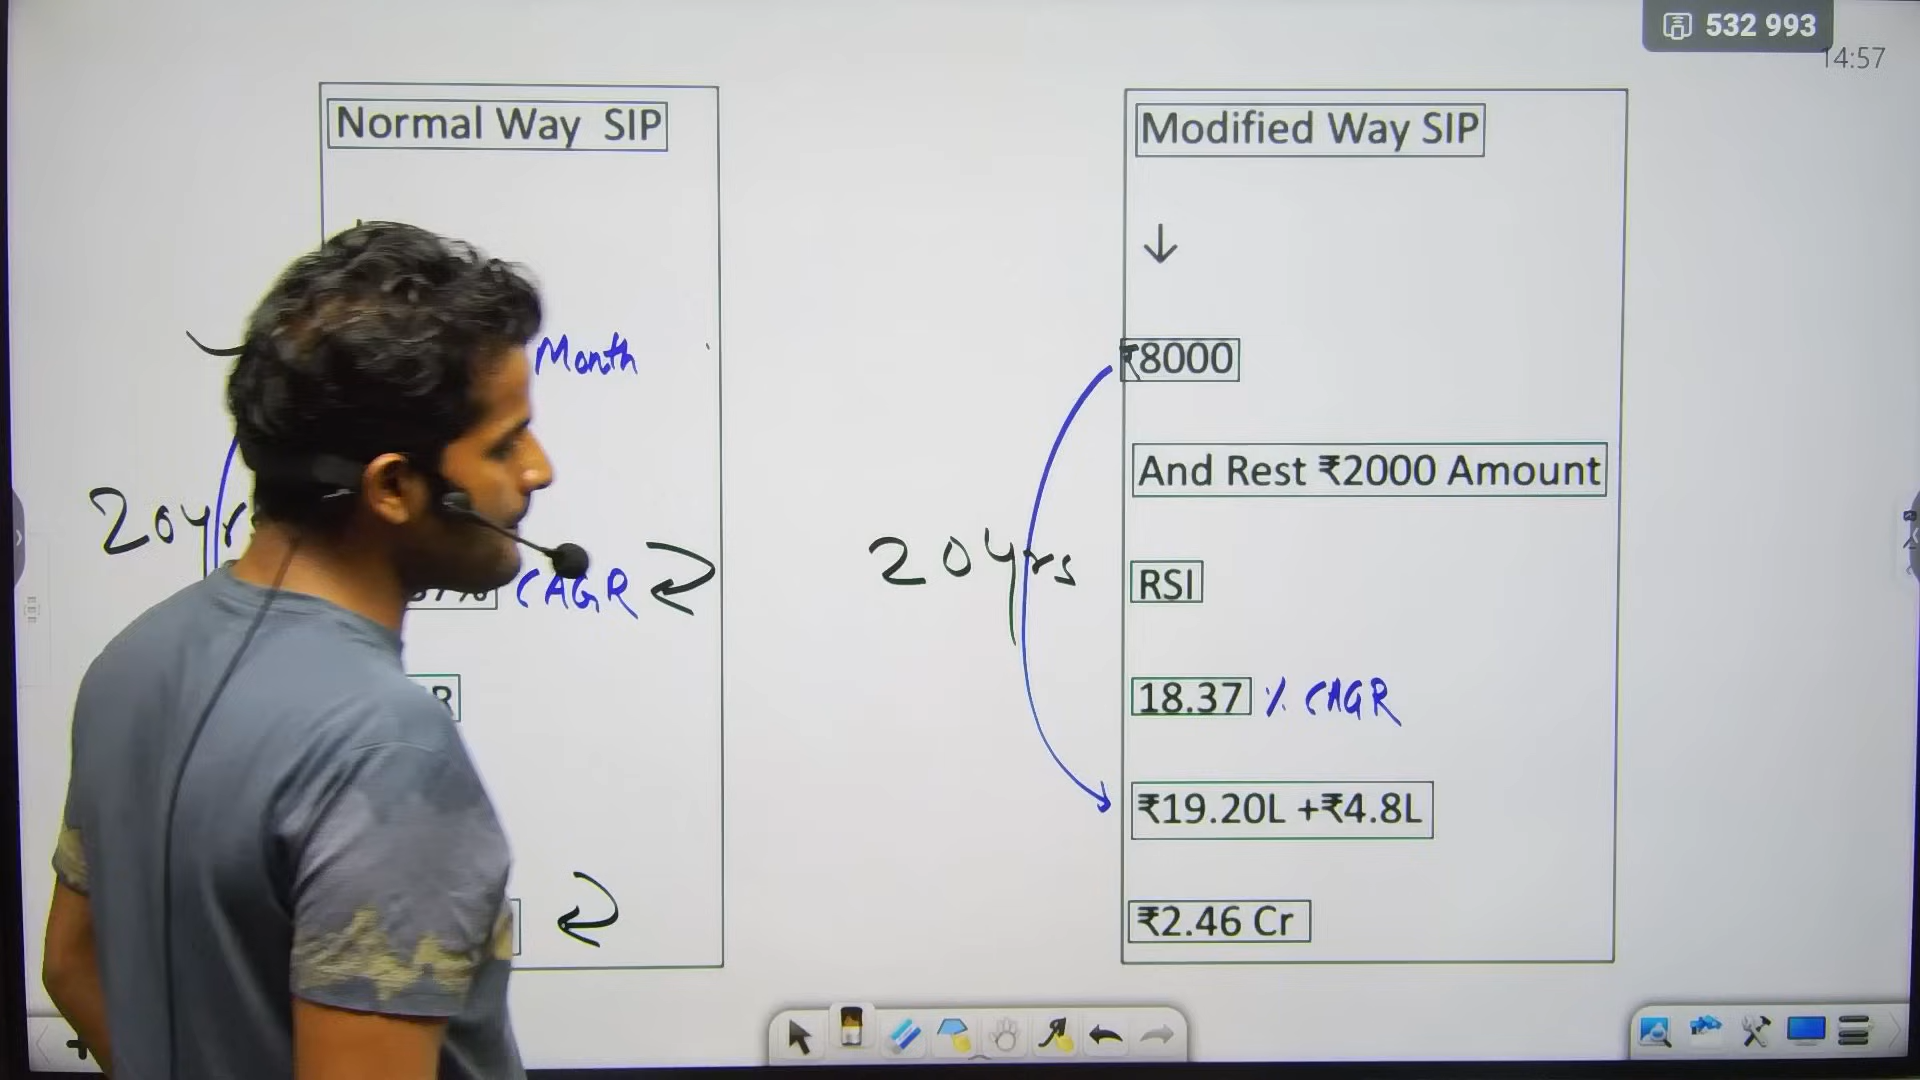 532 993
14:57
Normal Way SIP
Month
20yr
CAGR
Modified Way SIP
₹8000
And Rest ₹2000 Amount
20Yrs
RSI
18.37 % CAGR
₹19.20L +₹4.8L
₹2.46 Cr